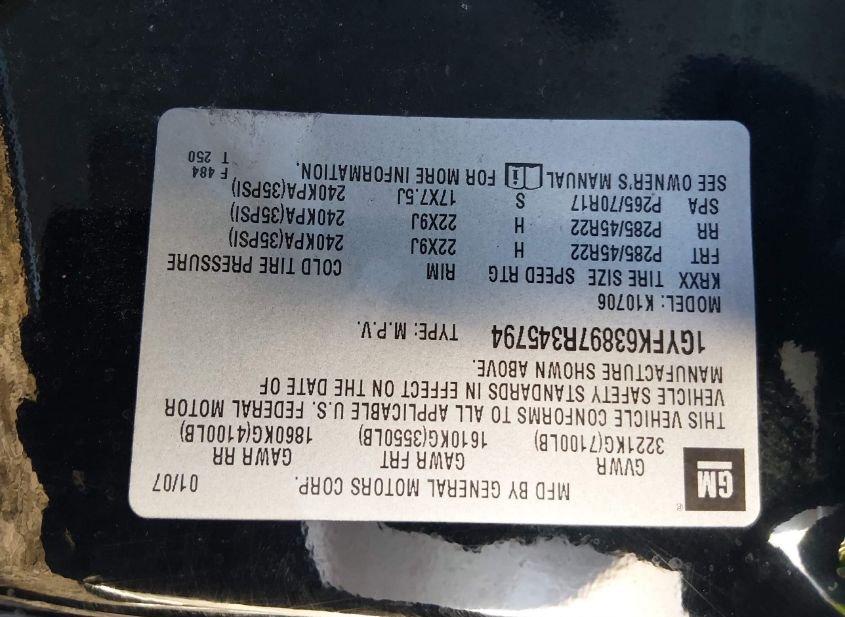 GM
MFD BY GENERAL MOTORS CORP. 01/07
GVWR GAWR FRT GAWR RR
3221KG(7100LB) 1610KG(3550LB) 1860KG(4100LB)
THIS VEHICLE CONFORMS TO ALL APPLICABLE U.S. FEDERAL MOTOR
VEHICLE SAFETY STANDARDS IN EFFECT ON THE DATE OF
MANUFACTURE SHOWN ABOVE.
1GYFK63897R345794 TYPE: M.P.V.
MODEL: K10706
KRXX TIRE SIZE SPEED RTG RIM COLD TIRE PRESSURE
FRT P285/45R22 H 22X9J 240KPA(35PSI)
RR P285/45R22 H 22X9J 240KPA(35PSI)
SPA P265/70R17 S 17X7.5J 240KPA(35PSI)
SEE OWNER'S MANUAL i FOR MORE INFORMATION. F 484
T 250